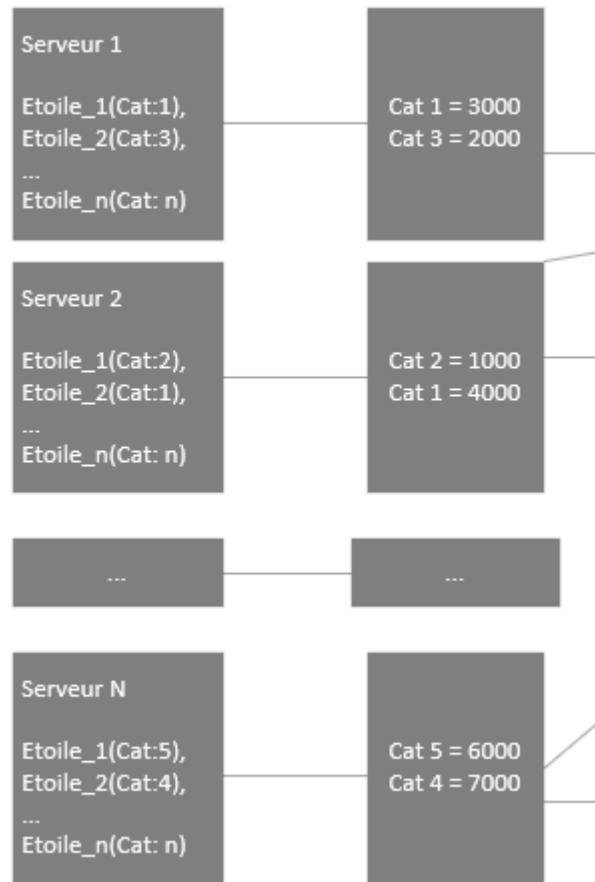 Serveur 1
Etoile_1(Cat:1),
Etoile_2(Cat:3),
...
Etoile_n(Cat: n)
Cat 1 = 3000
Cat 3 = 2000
Serveur 2
Etoile_1(Cat:2),
Etoile_2(Cat:1),
...
Etoile_n(Cat: n)
Cat 2 = 1000
Cat 1 = 4000
...
...
Serveur N
Etoile_1(Cat:5),
Etoile_2(Cat:4),
...
Etoile_n(Cat: n)
Cat 5 = 6000
Cat 4 = 7000